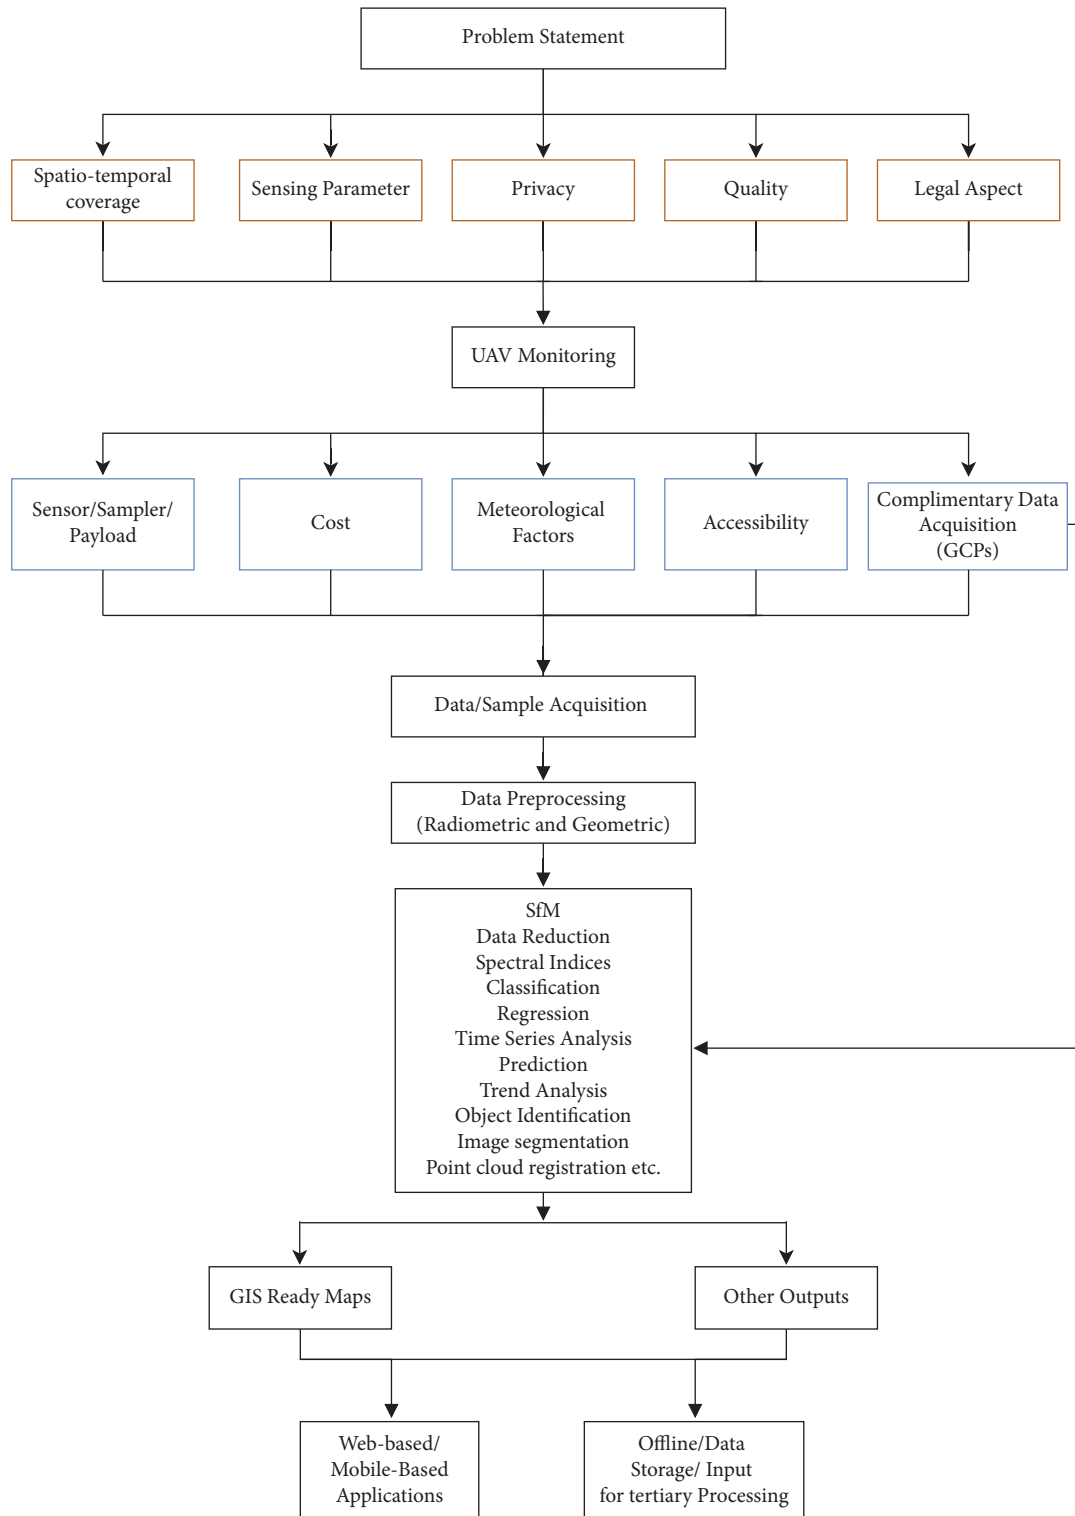 Problem Statement
Spatio-temporal
coverage
Sensing Parameter
Privacy
Quality
Legal Aspect
UAV Monitoring
Sensor/Sampler/
Payload
Cost
Meteorological
Factors
Accessibility
Complimentary Data
Acquisition
(GCPs)
Data/Sample Acquisition
Data Preprocessing
(Radiometric and Geometric)
SfM
Data Reduction
Spectral Indices
Classification
Regression
Time Series Analysis
Prediction
Trend Analysis
Object Identification
Image segmentation
Point cloud registration etc.
GIS Ready Maps
Other Outputs
Web-based/
Mobile-Based
Applications
Offline/Data
Storage/ Input
for tertiary Processing